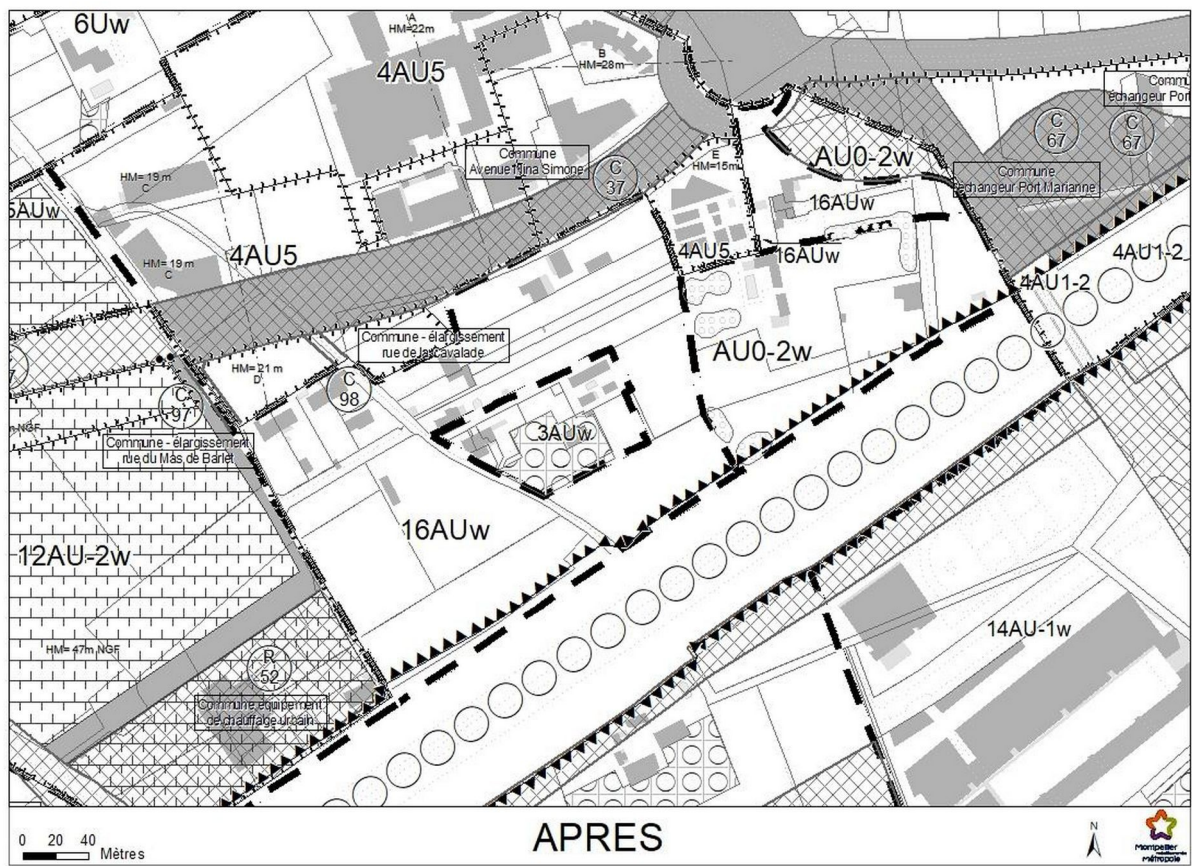 6Uw
A
HM=22m
4AU5
B
HM=28m
Commune
Avenue Nina Simone
C
37
E
HM=15m
AU0-2w
C
67
C
67
Commune
échangeur Port Marianne
échangeur Port
HM= 19 m
C
16AUw
5AUw
4AU5
HM= 19 m
C
4AU5
16AUw
4AU1-2
4AU1-2
Commune - élargissement
rue de la cavalade
AU0-2w
HM= 21 m
D
C
98
C
97
NGF
Commune - élargissement
rue du Mas de Barlet
3AUw
16AUw
12AU-2w
HM= 47m NGF
R
52
Commune équipement
de chauffage urbain
14AU-1w
0 20 40
Mètres
APRES
N
Montpellier
Métropole